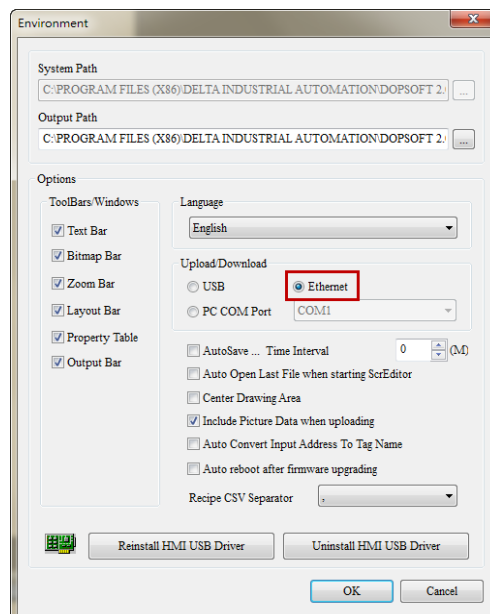 Environment
System Path
C:\PROGRAM FILES (X86)\DELTA INDUSTRIAL AUTOMATION\DOPSOFT 2.
...
Output Path
C:\PROGRAM FILES (X86)\DELTA INDUSTRIAL AUTOMATION\DOPSOFT 2.
...
Options
ToolBars/Windows
Text Bar
Bitmap Bar
Zoom Bar
Layout Bar
Property Table
Output Bar
Language
English
Upload/Download
USB
Ethernet
PC COM Port
COM1
AutoSave ... Time Interval
0
(M)
Auto Open Last File when starting ScrEditor
Center Drawing Area
Include Picture Data when uploading
Auto Convert Input Address To Tag Name
Auto reboot after firmware upgrading
Recipe CSV Separator
,
Reinstall HMI USB Driver
Uninstall HMI USB Driver
OK
Cancel